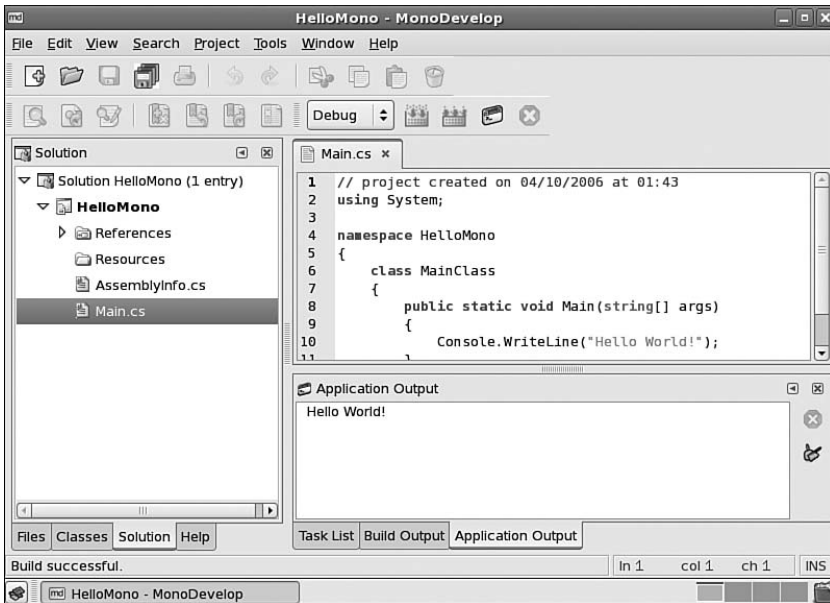 HelloMono - MonoDevelop
File Edit View Search Project Tools Window Help
Debug
Solution
Solution HelloMono (1 entry)
HelloMono
References
Resources
AssemblyInfo.cs
Main.cs
Files Classes Solution Help
Main.cs
1 // project created on 04/10/2006 at 01:43
2 using System;
3
4 namespace HelloMono
5 {
6 class MainClass
7 {
8 public static void Main(string[] args)
9 {
10 Console.WriteLine("Hello World!");
11 }
Application Output
Hello World!
Task List Build Output Application Output
Build successful. ln 1 col 1 ch 1 INS
md HelloMono - MonoDevelop